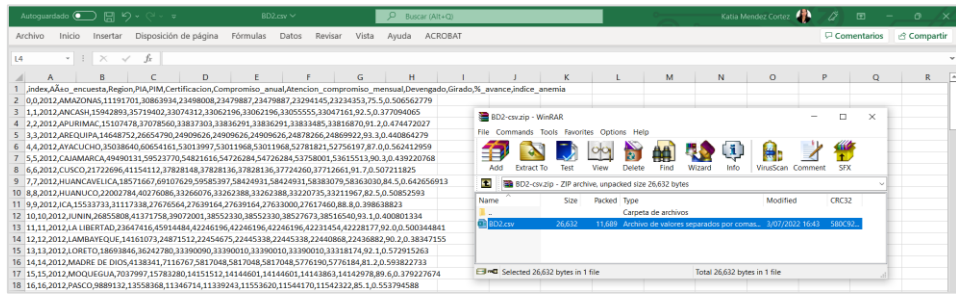 Autoguardado
BD2.csv
Buscar (Alt+Q)
Katia Mendez Cortez
Archivo Inicio Insertar Disposición de página Fórmulas Datos Revisar Vista Ayuda ACROBAT
Comentarios Compartir
L4 fx
A B C D E F G H I J K L M N O P Q R
1 ,index,AÃ±o_encuesta,Region,PIA,PIM,Certificacion,Compromiso_anual,Atencion_compromiso_mensual,Devengado,Girado,%_avance,indice_anemia
2 0,0,2012,AMAZONAS,11191701,30863934,23498008,23479887,23479887,23294145,23234353,75.5,0.506562779
3 1,1,2012,ANCASH,15942893,35719402,33074312,33062196,33062196,33055555,33047161,92.5,0.377094065
4 2,2,2012,APURIMAC,15107478,37078560,33837303,33836291,33836291,33833485,33816870,91.2,0.474472027
5 3,3,2012,AREQUIPA,14648752,26654790,24909626,24909626,24909626,24878266,24869922,93.3,0.440864279
6 4,4,2012,AYACUCHO,35038640,60654161,53013997,53011968,53011968,52781821,52756197,87.0,0.562412959
7 5,5,2012,CAJAMARCA,49490131,59523770,54821616,54726284,54726284,53758001,53615513,90.3,0.439220768
8 6,6,2012,CUSCO,21722696,41154112,37828148,37828136,37828136,37724260,37712661,91.7,0.507211825
9 7,7,2012,HUANCAVELICA,18571667,69107629,59585397,58424931,58424931,58383079,58363030,84.5,0.642656913
10 8,8,2012,HUANUCO,22002784,40276086,33266076,33262388,33262388,33220735,33211967,82.5,0.50852593
11 9,9,2012,ICA,15533733,31117338,27676564,27639164,27639164,27633000,27617460,88.8,0.398638823
12 10,10,2012,JUNIN,26855808,41371758,39072001,38552330,38552330,38527673,38516540,93.1,0.400801334
13 11,11,2012,LA LIBERTAD,23647416,45914484,42246196,42246196,42246196,42231454,42228177,92.0,0.500344841
14 12,12,2012,LAMBAYEQUE,14161073,24871512,22454675,22445338,22445338,22440868,22436882,90.2,0.38347155
15 13,13,2012,LORETO,18693846,36242780,33390090,33390010,33390010,33390010,33318174,92.1,0.572915263
16 14,14,2012,MADRE DE DIOS,4138341,7116767,5817048,5817048,5817048,5776190,5776184,81.2,0.593822733
17 15,15,2012,MOQUEGUA,7037997,15783280,14151512,14144601,14144601,14143863,14142978,89.6,0.379227674
18 16,16,2012,PASCO,9889132,13558368,11346714,11339243,11553620,11544170,11542322,85.1,0.553794588
BD2-csv.zip - WinRAR
File Commands Tools Favorites Options Help
Add Extract To Test View Delete Find Wizard Info VirusScan Comment SFX
BD2-csv.zip - ZIP archive, unpacked size 26,632 bytes
Name Size Packed Type Modified CRC32
.. Carpeta de archivos
BD2.csv 26,632 11,689 Archivo de valores separados por comas... 3/07/2022 16:43 580C92...
Selected 26,632 bytes in 1 file Total 26,632 bytes in 1 file